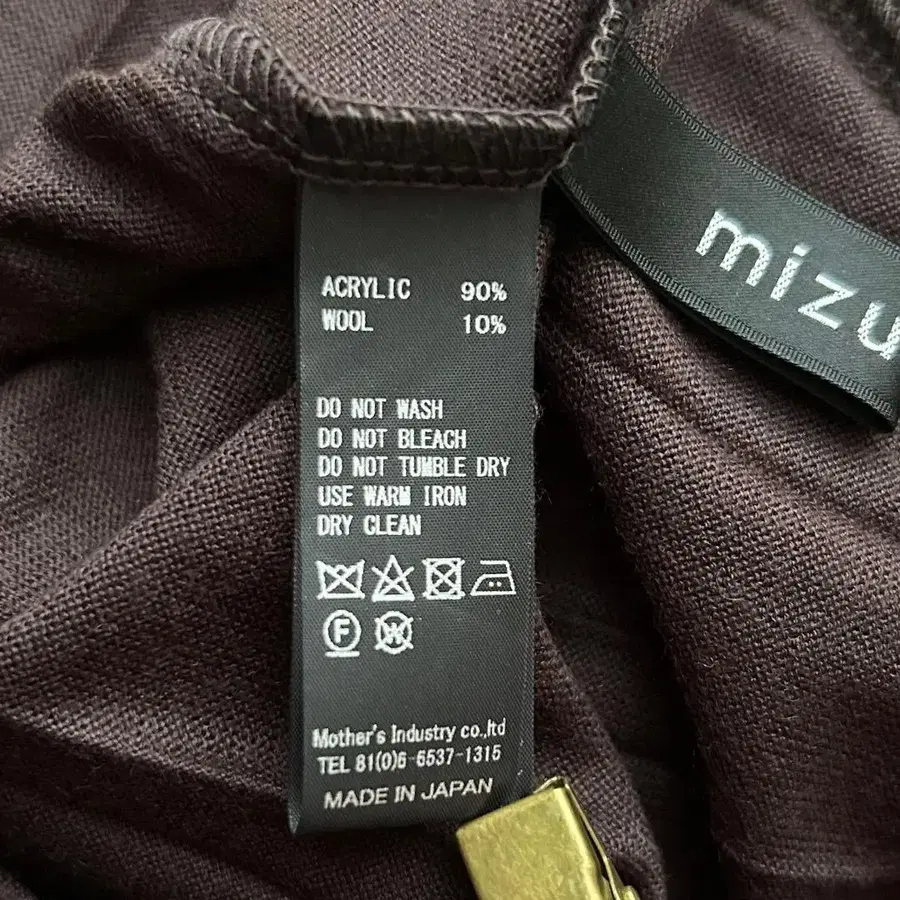 ACRYLIC 90%
WOOL 10%
DO NOT WASH
DO NOT BLEACH
DO NOT TUMBLE DRY
USE WARM IRON
DRY CLEAN
F
W
Mother's Industry co.,ltd
TEL 81(0)6-6537-1315
MADE IN JAPAN
mizu